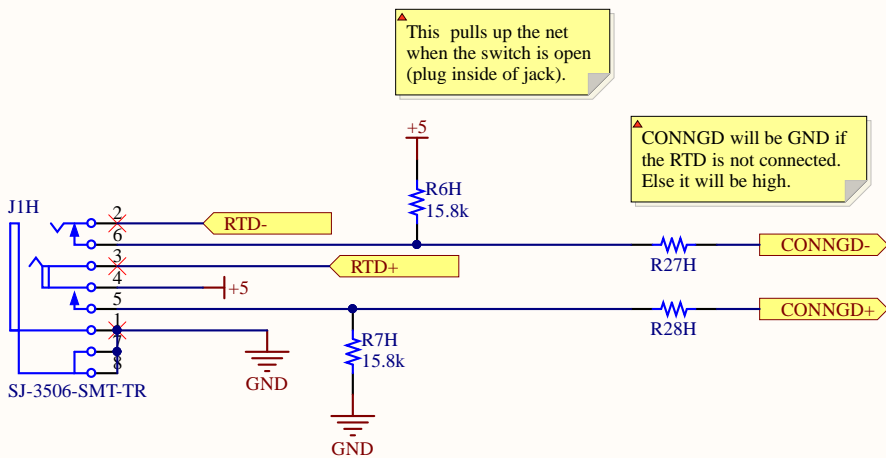 This pulls up the net
when the switch is open
(plug inside of jack).
+5
CONNGD will be GND if
the RTD is not connected.
Else it will be high.
R6H
15.8k
J1H
2
RTD-
6
R27H
CONNGD-
3
RTD+
4
+5
5
R28H
CONNGD+
1
7
8
R7H
15.8k
GND
SJ-3506-SMT-TR
GND